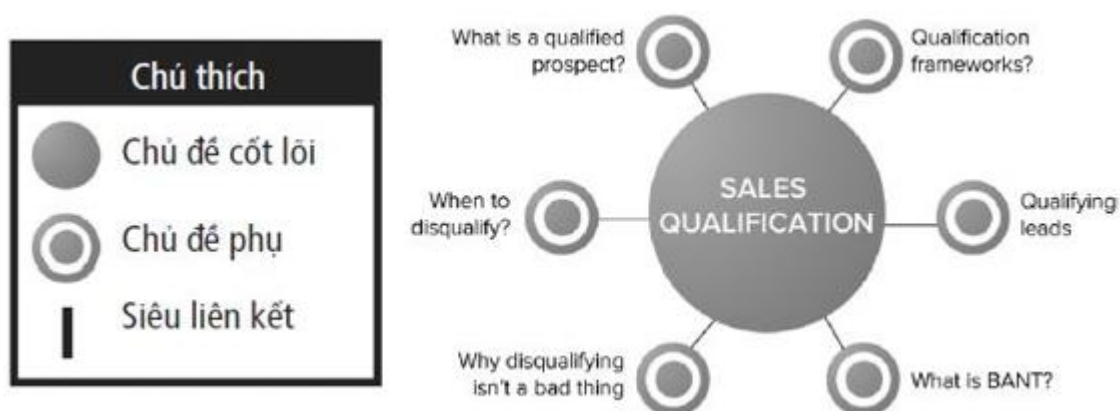 Chú thích
Chủ đề cốt lõi
Chủ đề phụ
Siêu liên kết
What is a qualified
prospect?
Qualification
frameworks?
When to
disqualify?
SALES
QUALIFICATION
Qualifying
leads
Why disqualifying
isn't a bad thing
What is BANT?